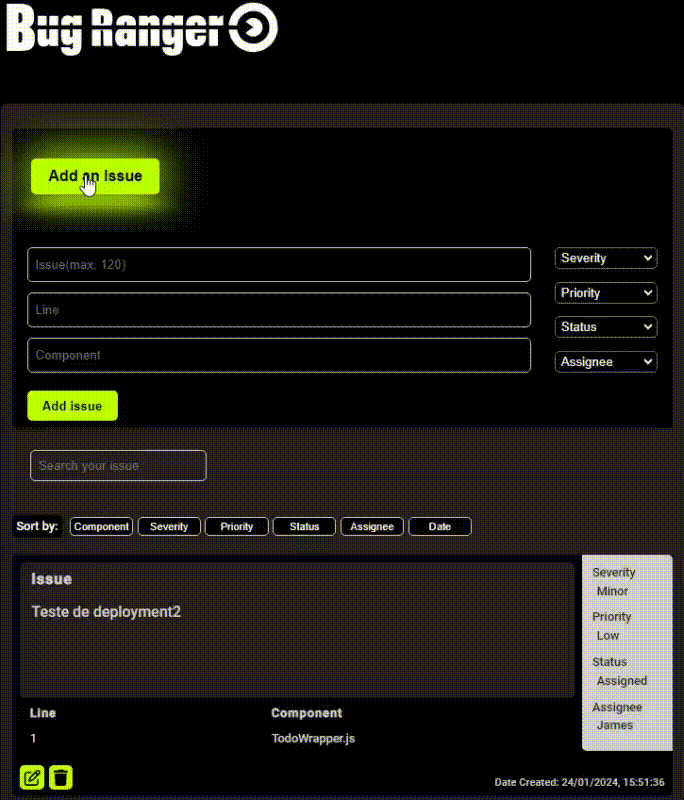 Bug Ranger
Add an Issue
Issue(max. 120)
Severity
Line
Priority
Component
Status
Assignee
Add issue
Search your issue
Sort by: Component Severity Priority Status Assignee Date
Issue
Teste de deployment2
Severity
Minor
Priority
Low
Status
Assigned
Assignee
James
Line Component
1 TodoWrapper.js
Date Created: 24/01/2024, 15:51:36